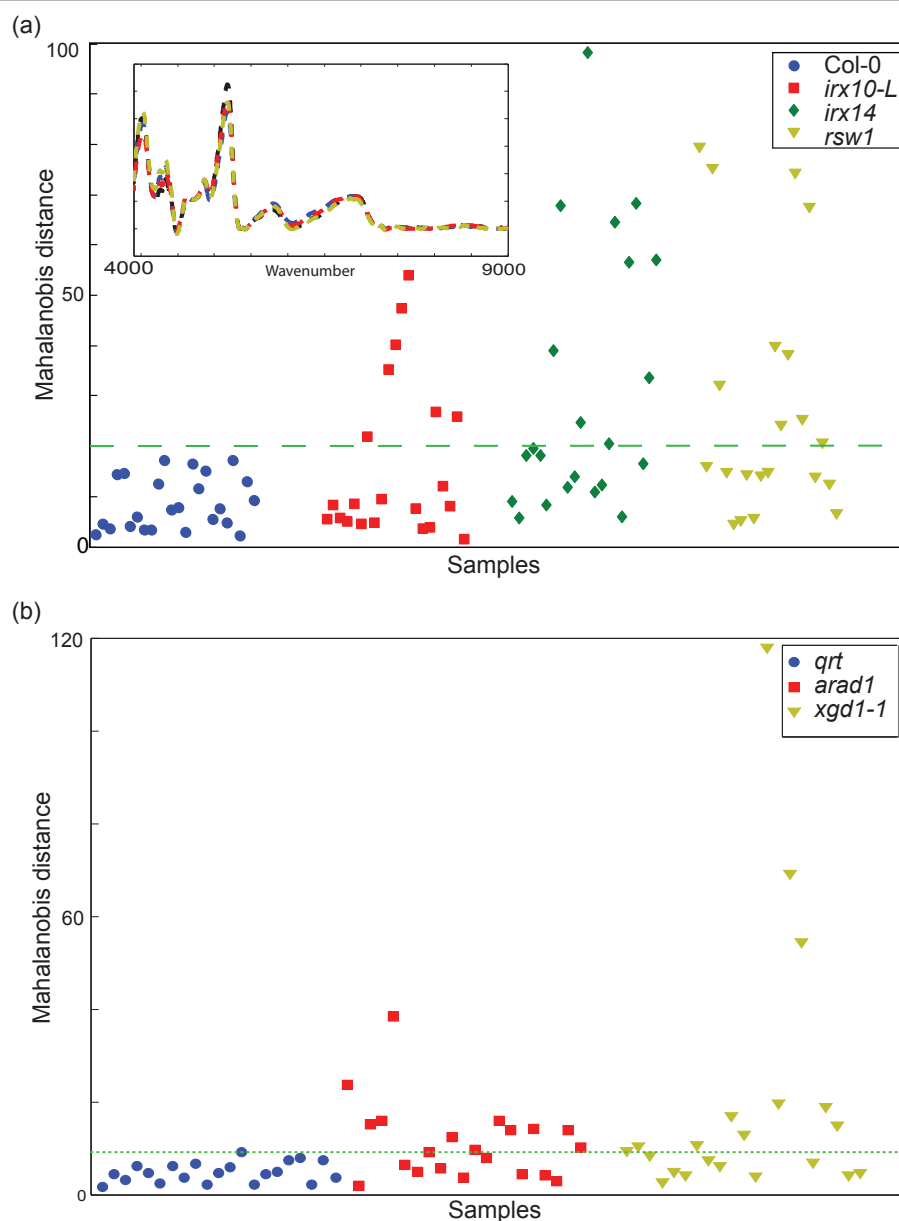 (a)
100
Col-0
irx10-L
irx14
rsw1
Mahalanobis distance
4000
Wavenumber
9000
50
0
Samples
(b)
120
qrt
arad1
xgd1-1
Mahalanobis distance
60
0
Samples